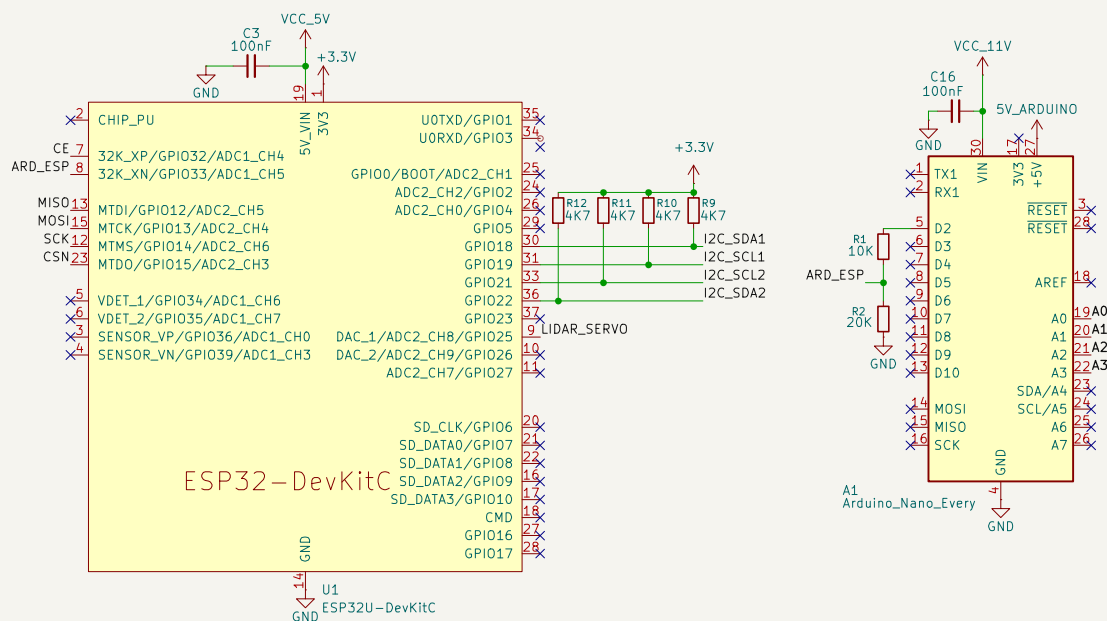 C3
100nF
VCC_5V
+3.3V
GND
19
5V_VIN
1
3V3
2 CHIP_PU
CE 7 32K_XP/GPIO32/ADC1_CH4
ARD_ESP 8 32K_XN/GPIO33/ADC1_CH5
MISO 13 MTDI/GPIO12/ADC2_CH5
MOSI 15 MTCK/GPIO13/ADC2_CH4
SCK 12 MTMS/GPIO14/ADC2_CH6
CSN 23 MTDO/GPIO15/ADC2_CH3
5 VDET_1/GPIO34/ADC1_CH6
6 VDET_2/GPIO35/ADC1_CH7
3 SENSOR_VP/GPIO36/ADC1_CH0
4 SENSOR_VN/GPIO39/ADC1_CH3
U0TXD/GPIO1 35
U0RXD/GPIO3 34
GPIO0/BOOT/ADC2_CH1 25
ADC2_CH2/GPIO2 24
ADC2_CH0/GPIO4 26
GPIO5 29
GPIO18 30
GPIO19 31
GPIO21 33
GPIO22 36
GPIO23 37
DAC_1/ADC2_CH8/GPIO25 9 LIDAR_SERVO
DAC_2/ADC2_CH9/GPIO26 10
ADC2_CH7/GPIO27 11
SD_CLK/GPIO6 20
SD_DATA0/GPIO7 21
SD_DATA1/GPIO8 22
SD_DATA2/GPIO9 16
SD_DATA3/GPIO10 17
CMD 18
GPIO16 27
GPIO17 28
ESP32-DevKitC
GND
14
GND
U1
ESP32U-DevKitC
+3.3V
R12
4K7
R11
4K7
R10
4K7
R9
4K7
I2C_SDA1
I2C_SCL1
I2C_SCL2
I2C_SDA2
VCC_11V
C16
100nF
GND
5V_ARDUINO
30
VIN
17
3V3
27
+5V
1 TX1
2 RX1
5 D2
6 D3
7 D4
8 D5
9 D6
10 D7
11 D8
12 D9
13 D10
14 MOSI
15 MISO
16 SCK
RESET 3
RESET 28
AREF 18
A0 19 A0
A1 20 A1
A2 21 A2
A3 22 A3
SDA/A4 23
SCL/A5 24
A6 25
A7 26
R1
10K
ARD_ESP
R2
20K
GND
GND
4
GND
A1
Arduino_Nano_Every